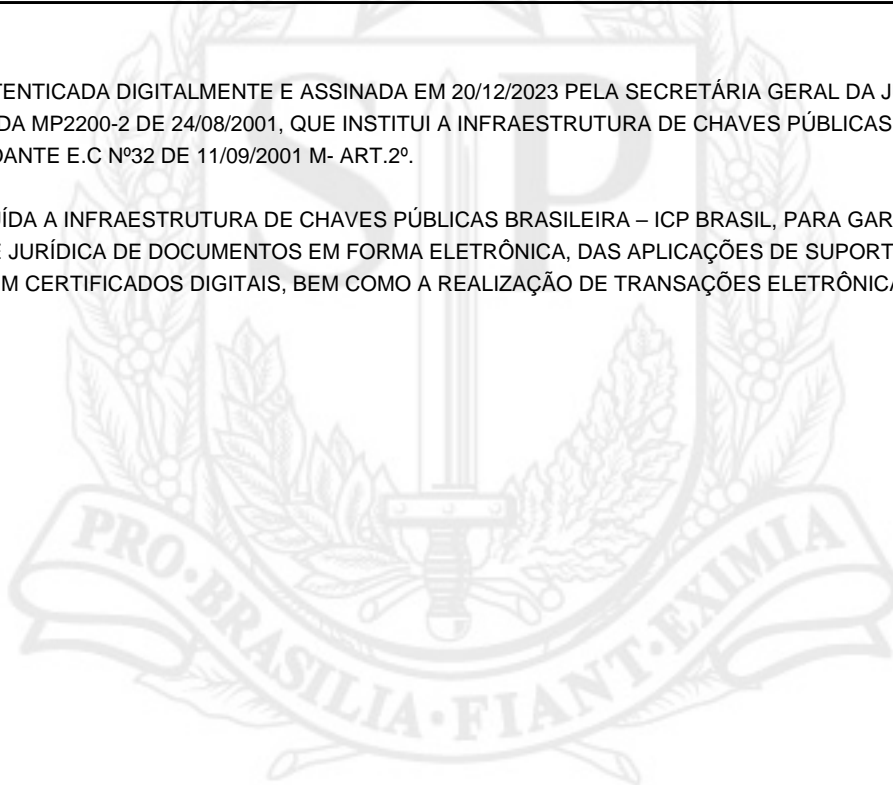 TENTICADA DIGITALMENTE E ASSINADA EM 20/12/2023 PELA SECRETÁRIA GERAL DA J
DA MP2200-2 DE 24/08/2001, QUE INSTITUI A INFRAESTRUTURA DE CHAVES PÚBLICAS
DANTE E.C Nº32 DE 11/09/2001 M- ART.2º.
ÍDA A INFRAESTRUTURA DE CHAVES PÚBLICAS BRASILEIRA – ICP BRASIL, PARA GAR
E JURÍDICA DE DOCUMENTOS EM FORMA ELETRÔNICA, DAS APLICAÇÕES DE SUPORT
M CERTIFICADOS DIGITAIS, BEM COMO A REALIZAÇÃO DE TRANSAÇÕES ELETRÔNICA
SP
PRO·BRASILIA·FIANT·EXIMIA